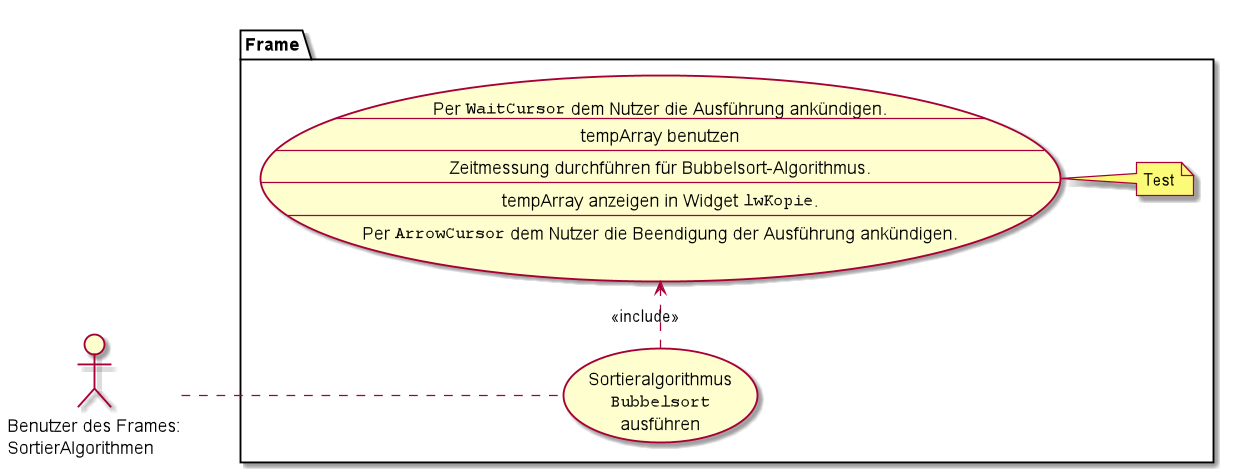 Frame
Per WaitCursor dem Nutzer die Ausführung ankündigen.
tempArray benutzen
Zeitmessung durchführen für Bubbelsort-Algorithmus.
Test
tempArray anzeigen in Widget lwKopie.
Per ArrowCursor dem Nutzer die Beendigung der Ausführung ankündigen.
«include»
Sortieralgorithmus
Bubbelsort
ausführen
Benutzer des Frames:
SortierAlgorithmen